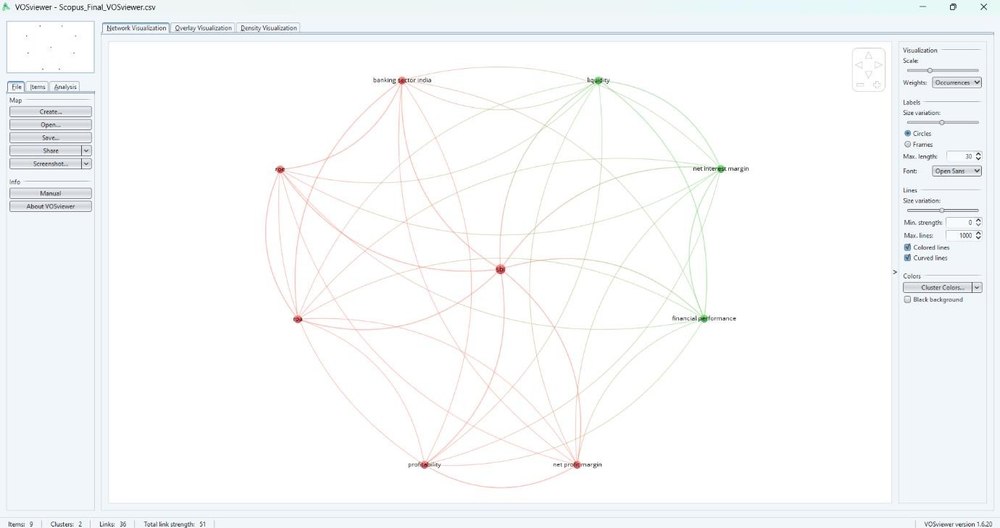 VOSviewer - Scopus_Final_VOSviewer.csv
Network Visualization Overlay Visualization Density Visualization
File Items Analysis
Map
Create...
Open...
Save...
Share
Screenshot...
Info
Manual
About VOSviewer
banking sector india
liquidity
roe
net interest margin
sbi
roa
financial performance
profitability
net profit margin
Visualization
Scale:
Weights: Occurrences
Labels
Size variation:
Circles
Frames
Max. length: 30
Font: Open Sans
Lines
Size variation:
Min. strength: 0
Max. lines: 1000
Colored lines
Curved lines
>
Colors
Cluster Colors...
Black background
Items: 9 Clusters: 2 Links: 36 Total link strength: 51
VOSviewer version 1.6.20